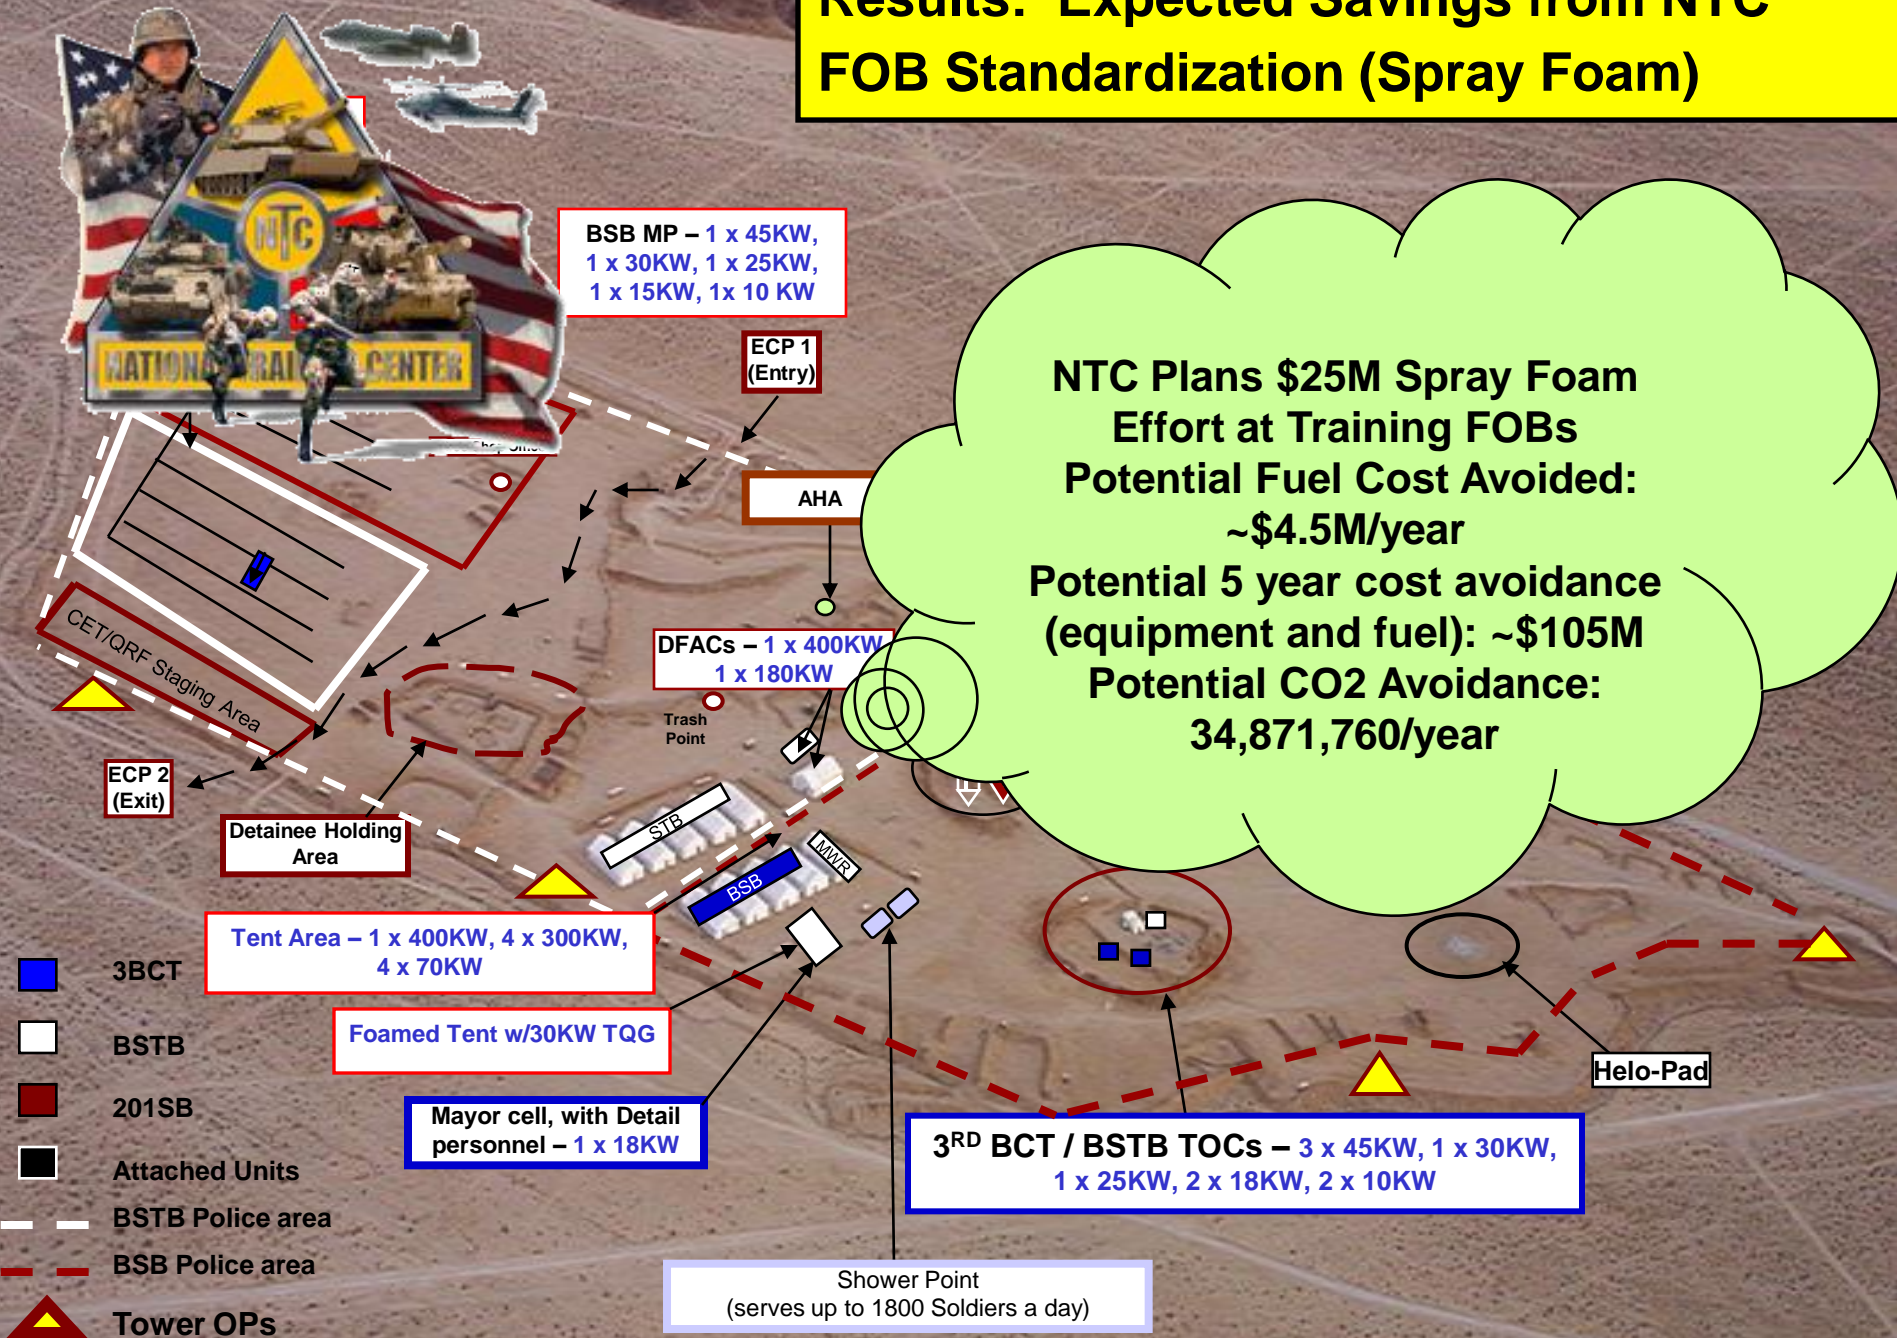 Results: Expected Savings from NTC
FOB Standardization (Spray Foam)
NTC
NATIONAL TRAINING CENTER
BSB MP – 1 x 45KW,
1 x 30KW, 1 x 25KW,
1 x 15KW, 1x 10 KW
ECP 1
(Entry)
AHA
NTC Plans $25M Spray Foam
Effort at Training FOBs
Potential Fuel Cost Avoided:
~$4.5M/year
Potential 5 year cost avoidance
(equipment and fuel): ~$105M
Potential CO2 Avoidance:
34,871,760/year
CET/QRF Staging Area
DFACs – 1 x 400KW
1 x 180KW
Trash
Point
ECP 2
(Exit)
Detainee Holding
Area
STB
BSB
MWR
Tent Area – 1 x 400KW, 4 x 300KW,
4 x 70KW
Foamed Tent w/30KW TQG
Mayor cell, with Detail
personnel – 1 x 18KW
3RD BCT / BSTB TOCs – 3 x 45KW, 1 x 30KW,
1 x 25KW, 2 x 18KW, 2 x 10KW
Helo-Pad
Shower Point
(serves up to 1800 Soldiers a day)
3BCT
BSTB
201SB
Attached Units
BSTB Police area
BSB Police area
Tower OPs